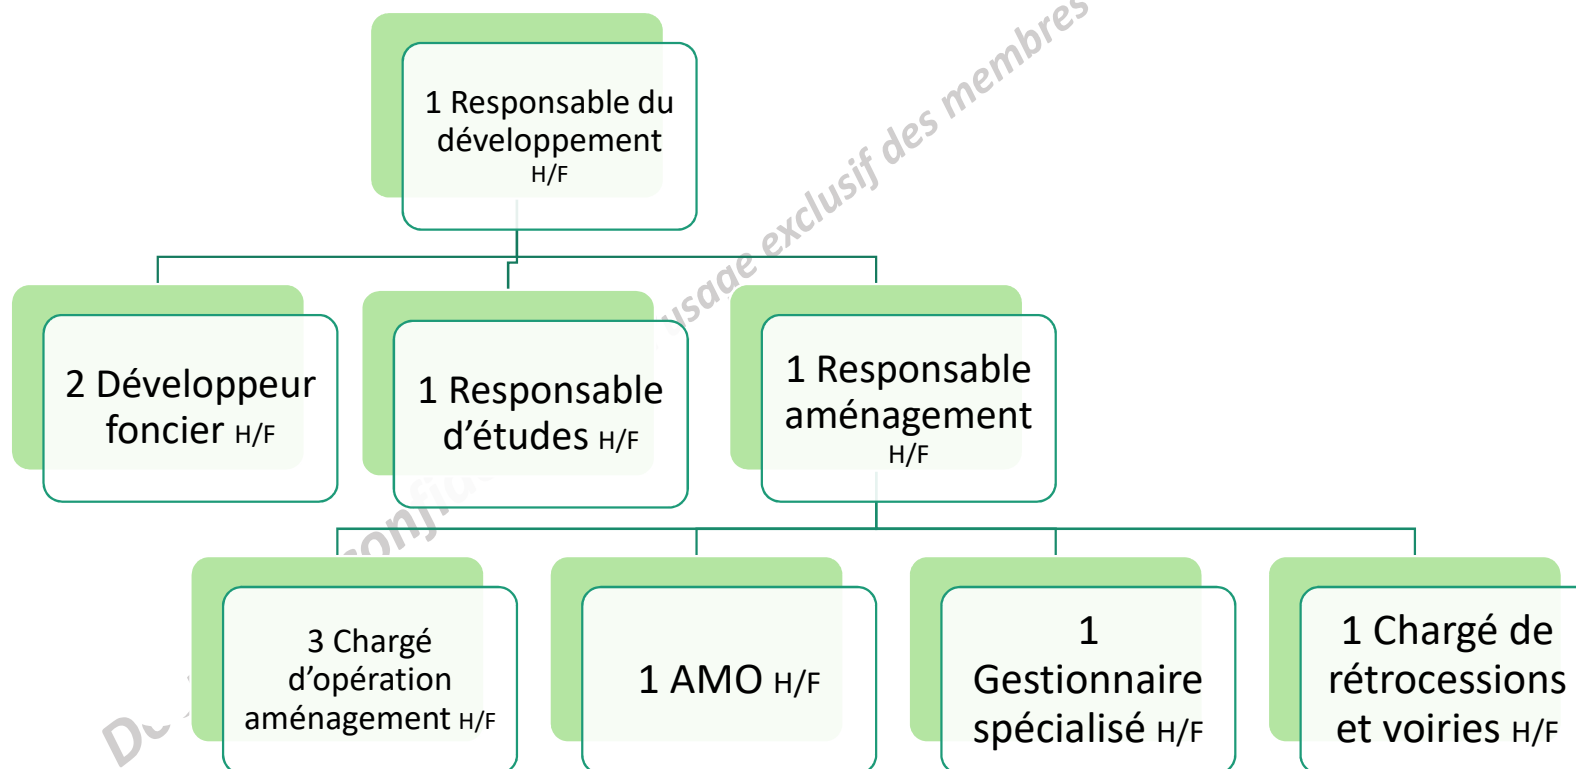 1 Responsable du
développement
H/F
usage exclusif des membres
2 Développeur
foncier H/F
1 Responsable
d’études H/F
1 Responsable
aménagement
H/F
3 Chargé
d’opération
aménagement H/F
1 AMO H/F
1
Gestionnaire
spécialisé H/F
1 Chargé de
rétrocessions
et voiries H/F